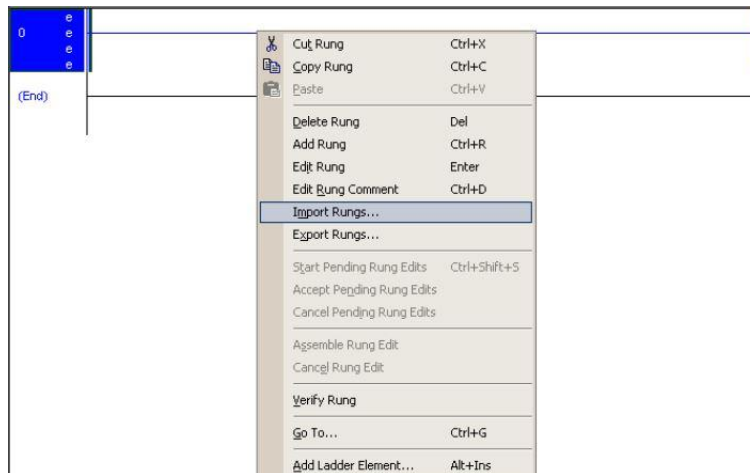 e
0 e
e
e
(End)
Cut Rung Ctrl+X
Copy Rung Ctrl+C
Paste Ctrl+V
Delete Rung Del
Add Rung Ctrl+R
Edit Rung Enter
Edit Rung Comment Ctrl+D
Import Rungs...
Export Rungs...
Start Pending Rung Edits Ctrl+Shift+S
Accept Pending Rung Edits
Cancel Pending Rung Edits
Assemble Rung Edit
Cancel Rung Edit
Verify Rung
Go To... Ctrl+G
Add Ladder Element... Alt+Ins